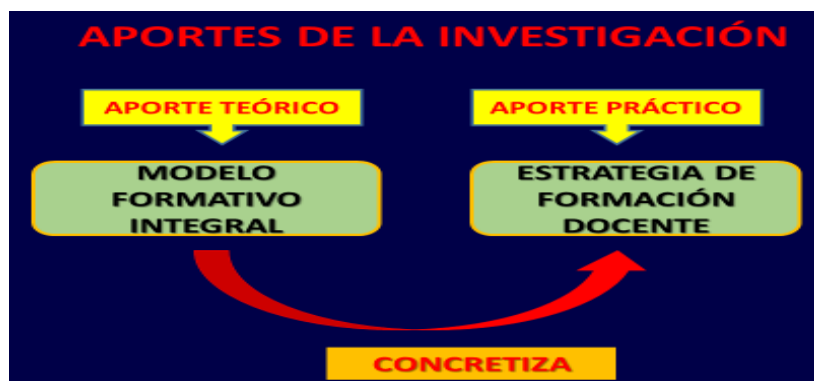 APORTES DE LA INVESTIGACIÓN
APORTE TEÓRICO
APORTE PRÁCTICO
MODELO
FORMATIVO
INTEGRAL
ESTRATEGIA DE
FORMACIÓN
DOCENTE
CONCRETIZA